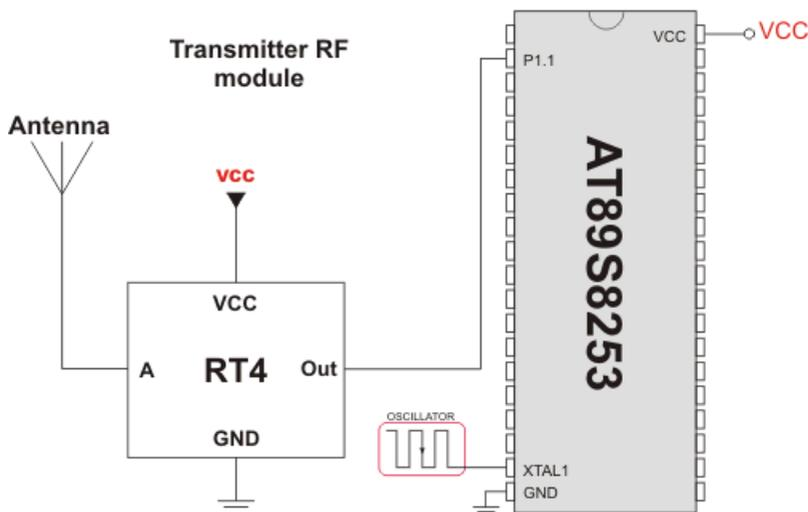 Transmitter RF
module
VCC
VCC
P1.1
Antenna
vcc
VCC
A
RT4
Out
GND
AT89S8253
OSCILLATOR
XTAL1
GND